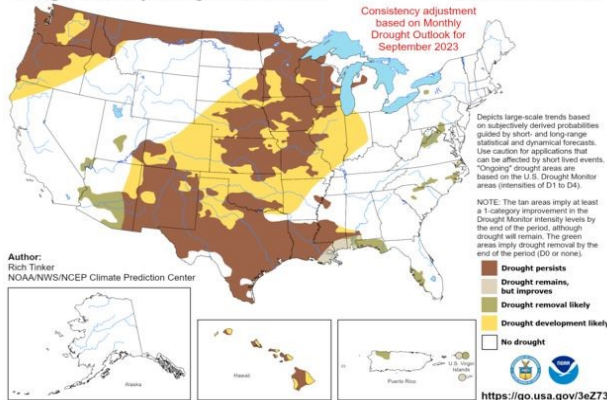 Consistency adjustment
based on Monthly
Drought Outlook for
September 2023
Depicts large-scale trends based
on subjectively derived probabilities
guided by short- and long-range
statistical and dynamical forecasts.
Use caution for applications that
can be affected by short lived events.
"Ongoing" drought areas are
based on the U.S. Drought Monitor
areas (intensities of D1 to D4).
NOTE: The tan areas imply at least
a 1-category improvement in the
Drought Monitor intensity levels by
the end of the period, although
drought will remain. The green
areas imply drought removal by the
end of the period (D0 or none).
Author:
Rich Tinker
NOAA/NWS/NCEP Climate Prediction Center
Drought persists
Drought remains,
but improves
Drought removal likely
Drought development likely
No drought
Alaska
Hawaii
Puerto Rico
U.S. Virgin
Islands
https://go.usa.gov/3eZ73